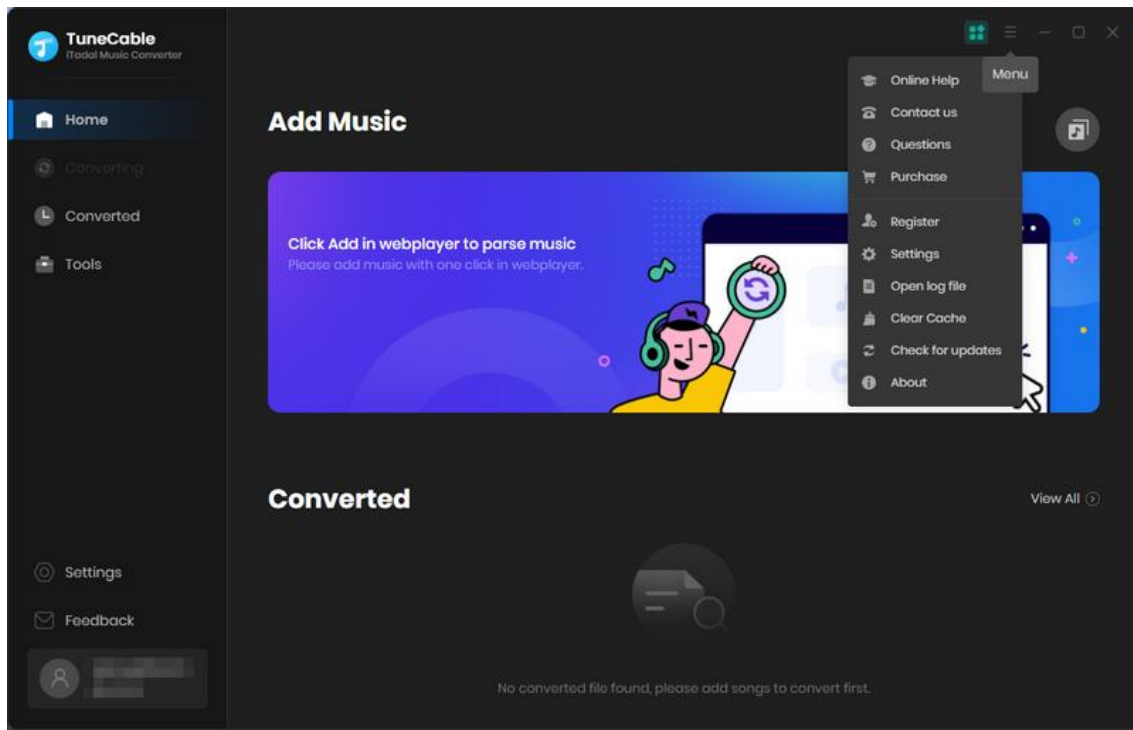 TuneCable
iTadal Music Converter
Home
Converting
Converted
Tools
Settings
Feedback
Add Music
Click Add in webplayer to parse music
Please add music with one click in webplayer.
Menu
Online Help
Contact us
Questions
Purchase
Register
Settings
Open log file
Clear Cache
Check for updates
About
Converted
View All
No converted file found, please add songs to convert first.